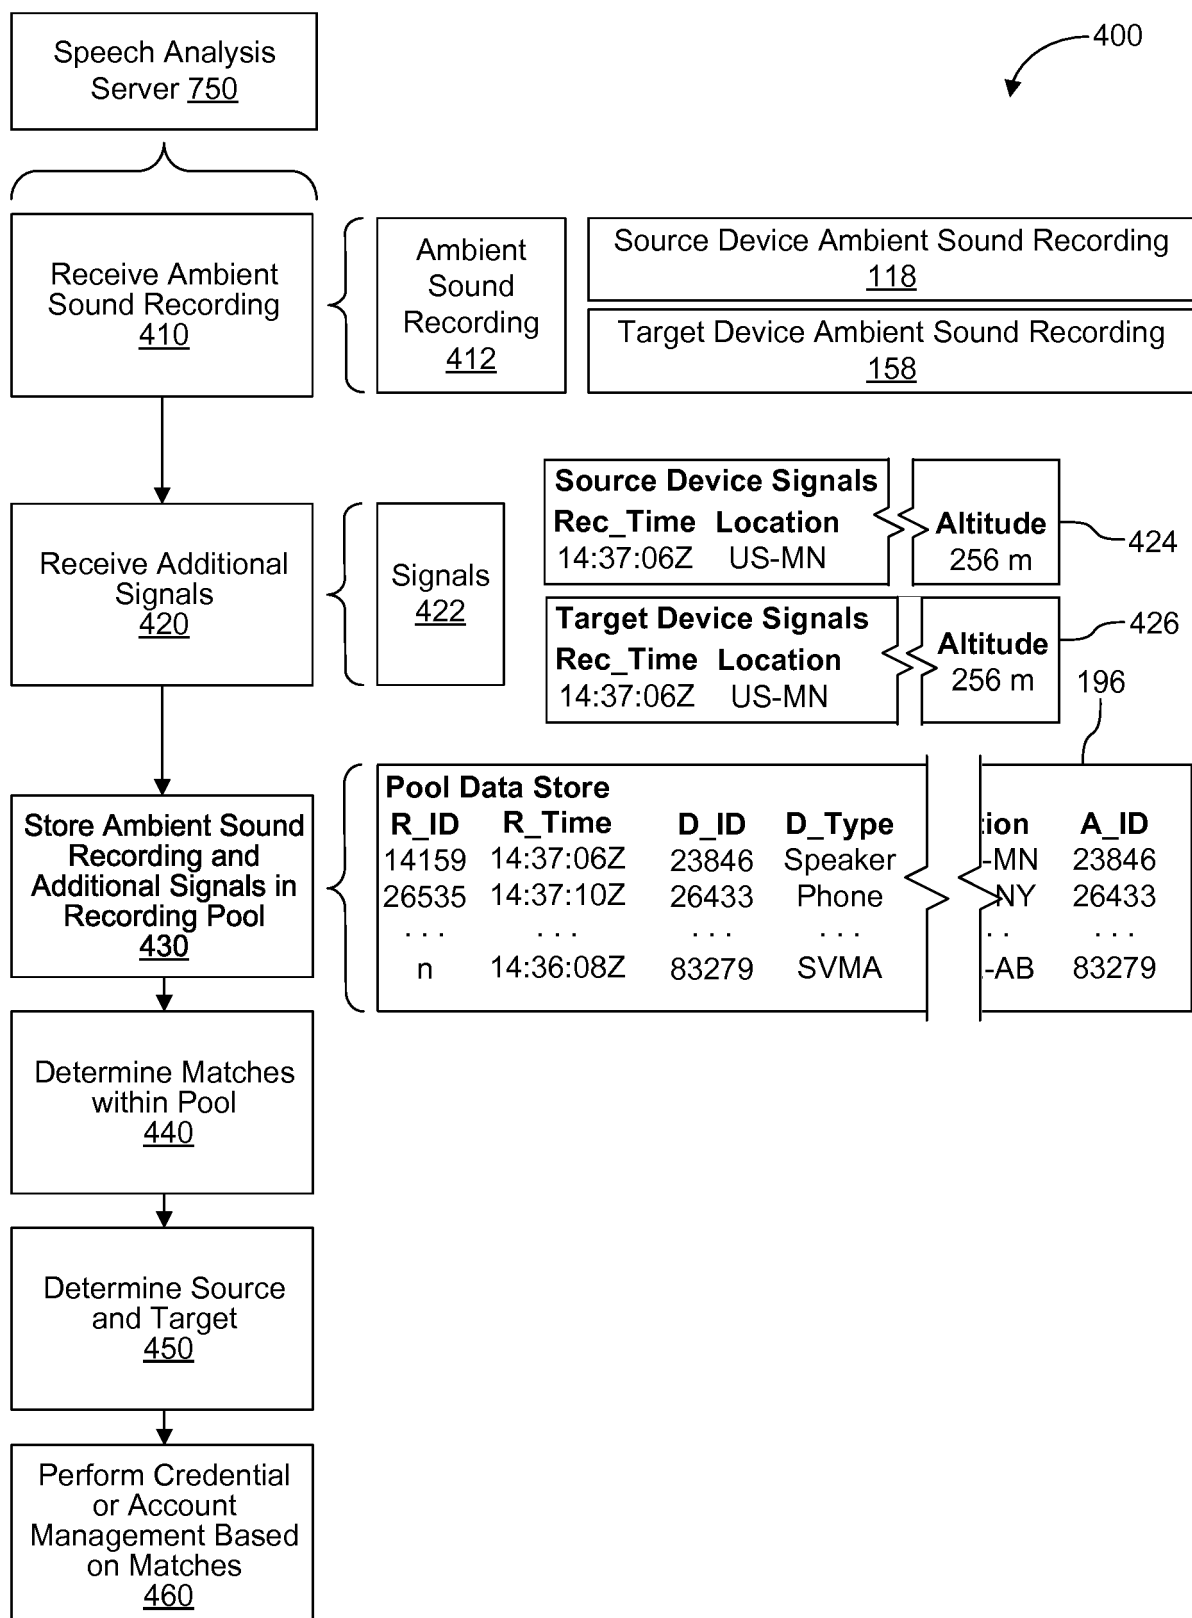 Speech Analysis
Server 750
400
Receive Ambient
Sound Recording
410
Ambient
Sound
Recording
412
Source Device Ambient Sound Recording
118
Target Device Ambient Sound Recording
158
Receive Additional
Signals
420
Signals
422
Source Device Signals
Rec_Time Location Altitude
14:37:06Z US-MN 256 m
424
Target Device Signals
Rec_Time Location Altitude
14:37:06Z US-MN 256 m
426
196
Store Ambient Sound
Recording and
Additional Signals in
Recording Pool
430
Pool Data Store
R_ID R_Time D_ID D_Type tion A_ID
14159 14:37:06Z 23846 Speaker -MN 23846
26535 14:37:10Z 26433 Phone NY 26433
. . . . . . . . . . . . . . . . .
n 14:36:08Z 83279 SVMA -AB 83279
Determine Matches
within Pool
440
Determine Source
and Target
450
Perform Credential
or Account
Management Based
on Matches
460